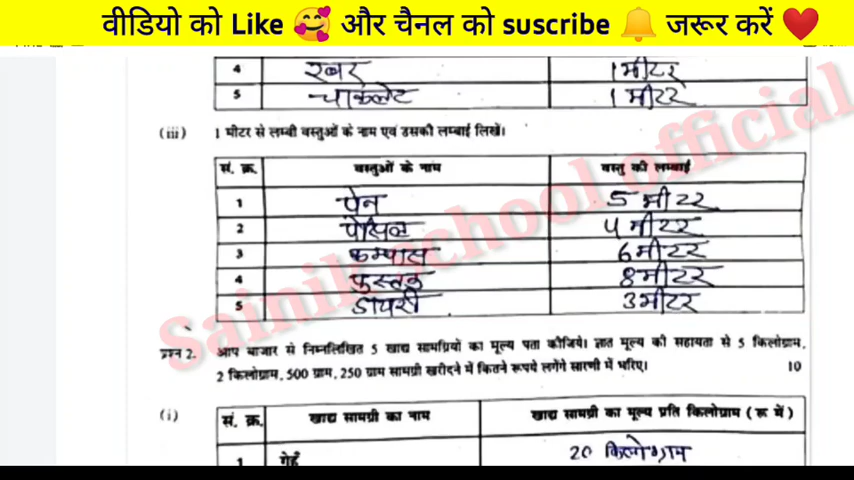 वीडियो को Like 🥰 और चैनल को suscribe 🔔 जरूर करें ❤️
4 रबर 1 मीटर
5 चाकलेट 1 मीटर
(iii) 1 मीटर से लम्बी वस्तुओं के नाम एवं उसकी लम्बाई लिखें।
सं. क्र. वस्तुओं के नाम वस्तु की लम्बाई
1 पेन 5 मीटर
2 पेंसिल 4 मीटर
3 कम्पास 6 मीटर
4 पुस्तक 8 मीटर
5 डायरी 3 मीटर
Sainik school official
प्रश्न 2. आप बाजार से निम्नलिखित 5 खाद्य सामग्रियों का मूल्य पता कीजिये। ज्ञात मूल्य की सहायता से 5 किलोग्राम,
2 किलोग्राम, 500 ग्राम, 250 ग्राम सामग्री खरीदने में कितने रूपये लगेंगे सारणी में भरिए। 10
(i) सं. क्र. खाद्य सामग्री का नाम खाद्य सामग्री का मूल्य प्रति किलोग्राम (रू में)
1 गेहूँ 20 किलोग्राम